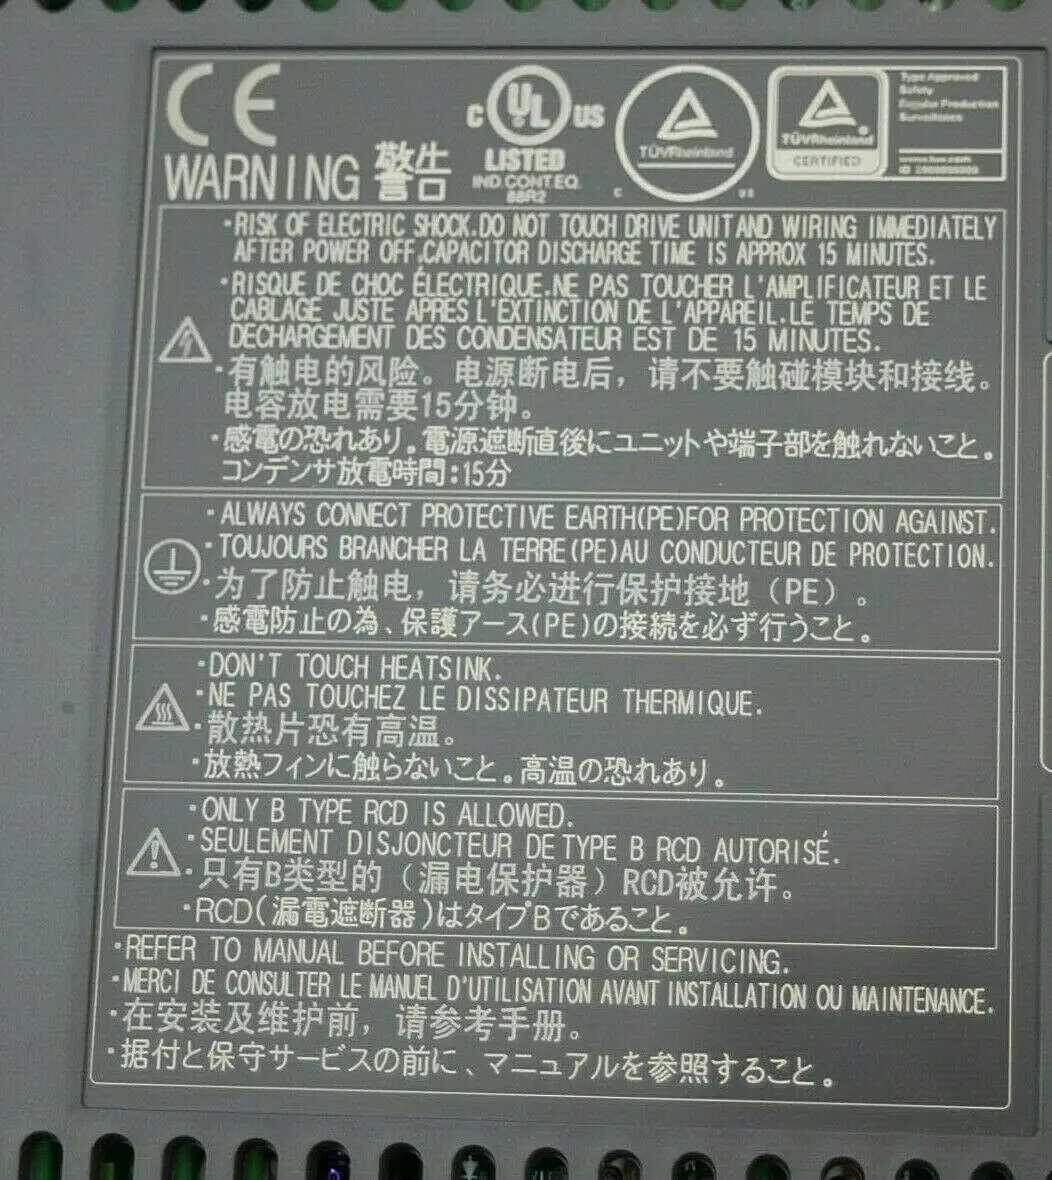 CE
C UL US
LISTED
IND.CONT.EQ.
88R2
TÜVRheinland
C US
TÜVRheinland
CERTIFIED
Type Approved
Safety
Regular Production
Surveillance
www.tuv.com
WARNING 警告
・RISK OF ELECTRIC SHOCK.DO NOT TOUCH DRIVE UNIT AND WIRING IMMEDIATELY
AFTER POWER OFF.CAPACITOR DISCHARGE TIME IS APPROX 15 MINUTES.
・RISQUE DE CHOC ÉLECTRIQUE.NE PAS TOUCHER L'AMPLIFICATEUR ET LE
CABLAGE JUSTE APRES L'EXTINCTION DE L'APPAREIL.LE TEMPS DE
DECHARGEMENT DES CONDENSATEUR EST DE 15 MINUTES.
・有触电的风险。电源断电后，请不要触碰模块和接线。
电容放电需要15分钟。
・感電の恐れあり。電源遮断直後にユニットや端子部を触れないこと。
コンデンサ放電時間:15分
・ALWAYS CONNECT PROTECTIVE EARTH(PE)FOR PROTECTION AGAINST.
・TOUJOURS BRANCHER LA TERRE(PE)AU CONDUCTEUR DE PROTECTION.
・为了防止触电，请务必进行保护接地（PE）。
・感電防止の為、保護アース(PE)の接続を必ず行うこと。
・DON'T TOUCH HEATSINK.
・NE PAS TOUCHEZ LE DISSIPATEUR THERMIQUE.
・散热片恐有高温。
・放熱フィンに触らないこと。高温の恐れあり。
・ONLY B TYPE RCD IS ALLOWED.
・SEULEMENT DISJONCTEUR DE TYPE B RCD AUTORISÉ.
・只有B类型的（漏电保护器）RCD被允许。
・RCD(漏電遮断器)はタイプBであること。
・REFER TO MANUAL BEFORE INSTALLING OR SERVICING.
・MERCI DE CONSULTER LE MANUEL D'UTILISATION AVANT INSTALLATION OU MAINTENANCE.
・在安装及维护前，请参考手册。
・据付と保守サービスの前に、マニュアルを参照すること。